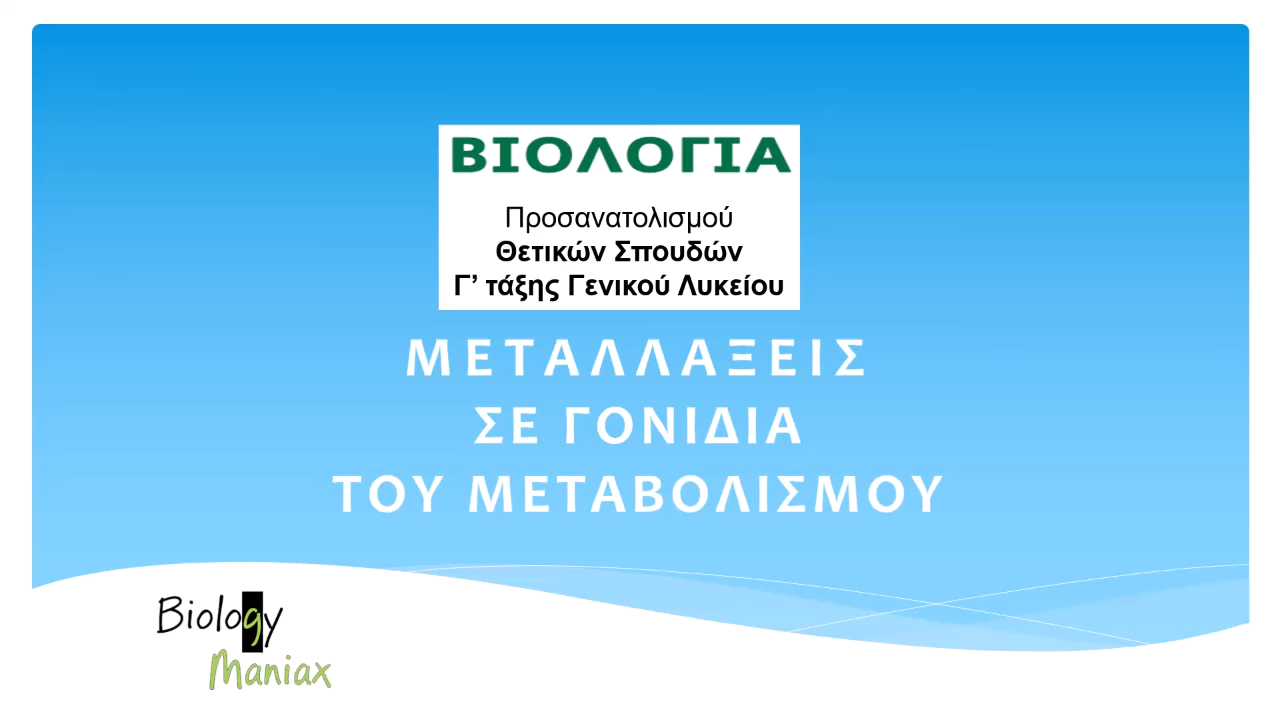 ΒΙΟΛΟΓΙΑ
Προσανατολισμού
Θετικών Σπουδών
Γ’ τάξης Γενικού Λυκείου
ΜΕΤΑΛΛΑΞΕΙΣ
ΣΕ ΓΟΝΙΔΙΑ
ΤΟΥ ΜΕΤΑΒΟΛΙΣΜΟΥ
Biology
Maniax